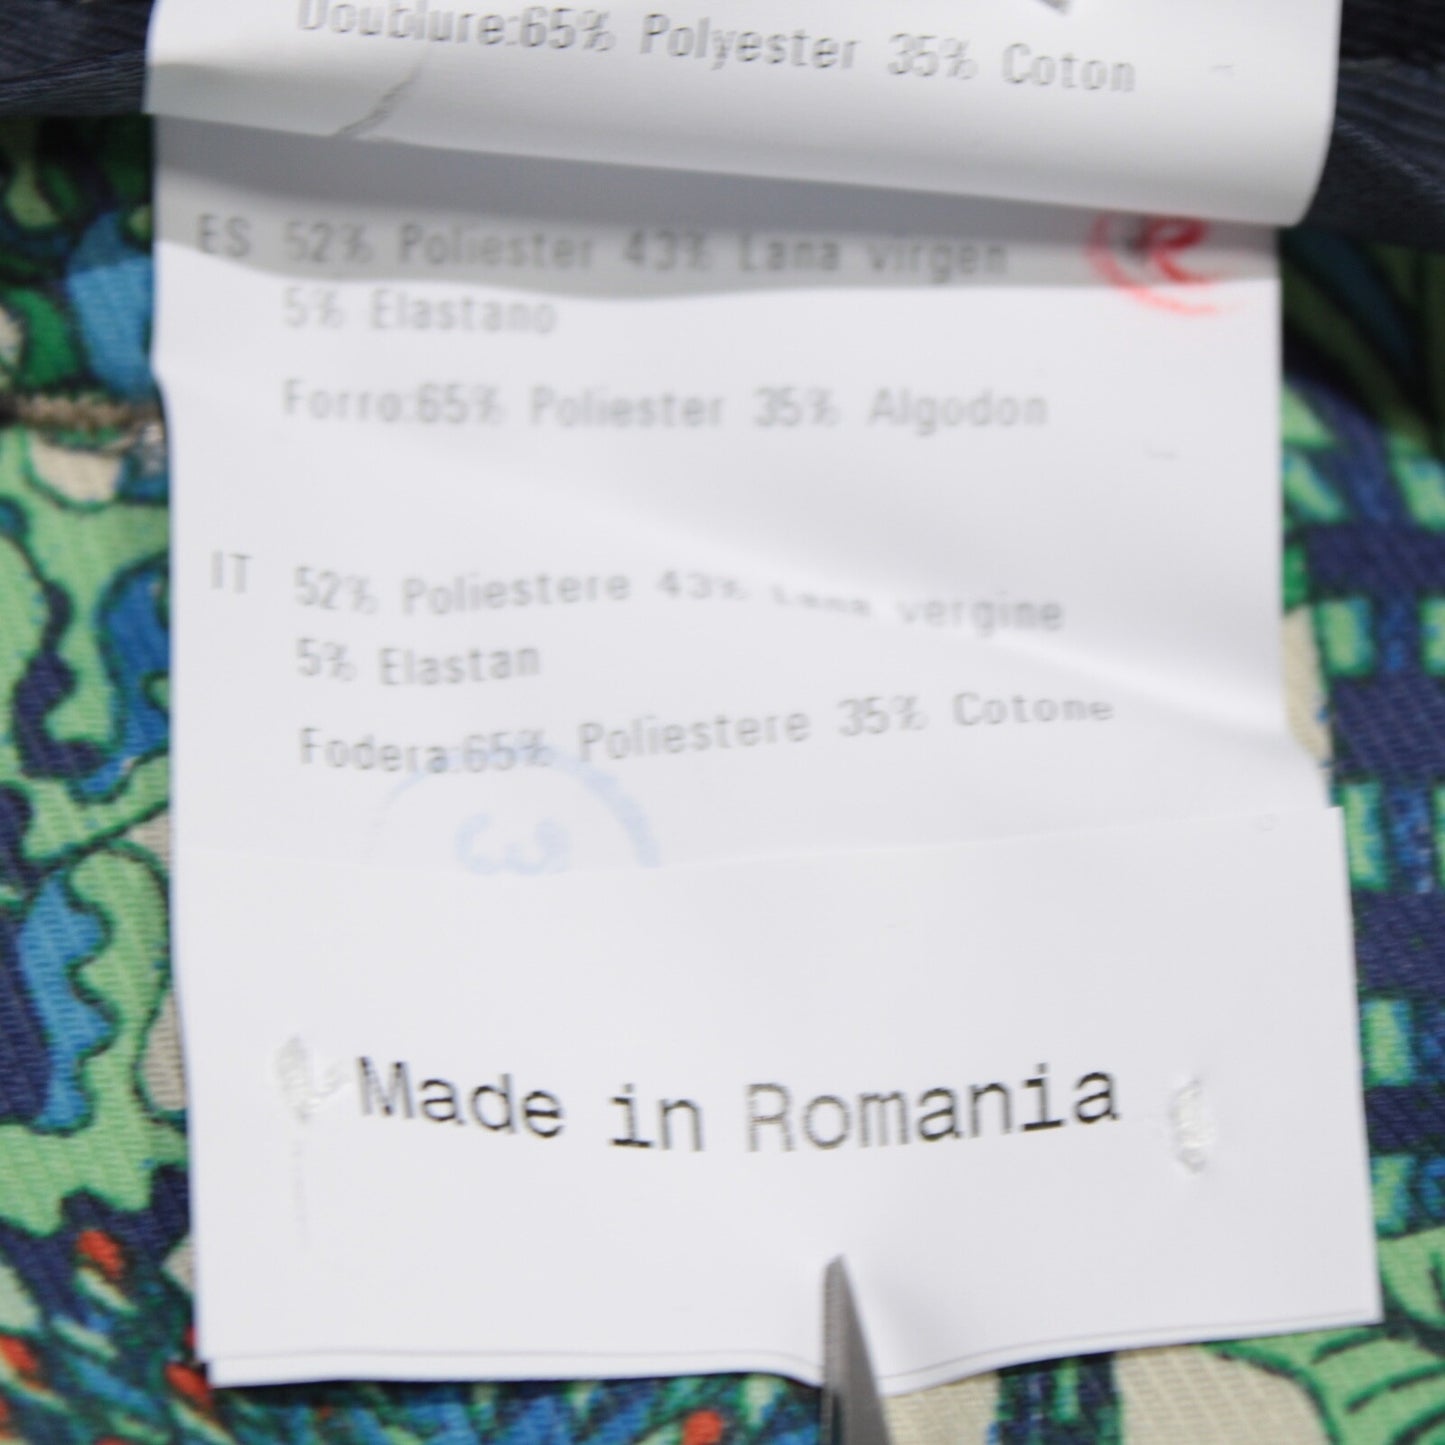 Doublure:65% Polyester 35% Coton
ES 52% Poliester 43% Lana virgen
R
5% Elastano
Forro:65% Poliester 35% Algodon
IT 52% Poliestere 43% Lana vergine
5% Elastan
Fodera:65% Poliestere 35% Cotone
3
Made in Romania